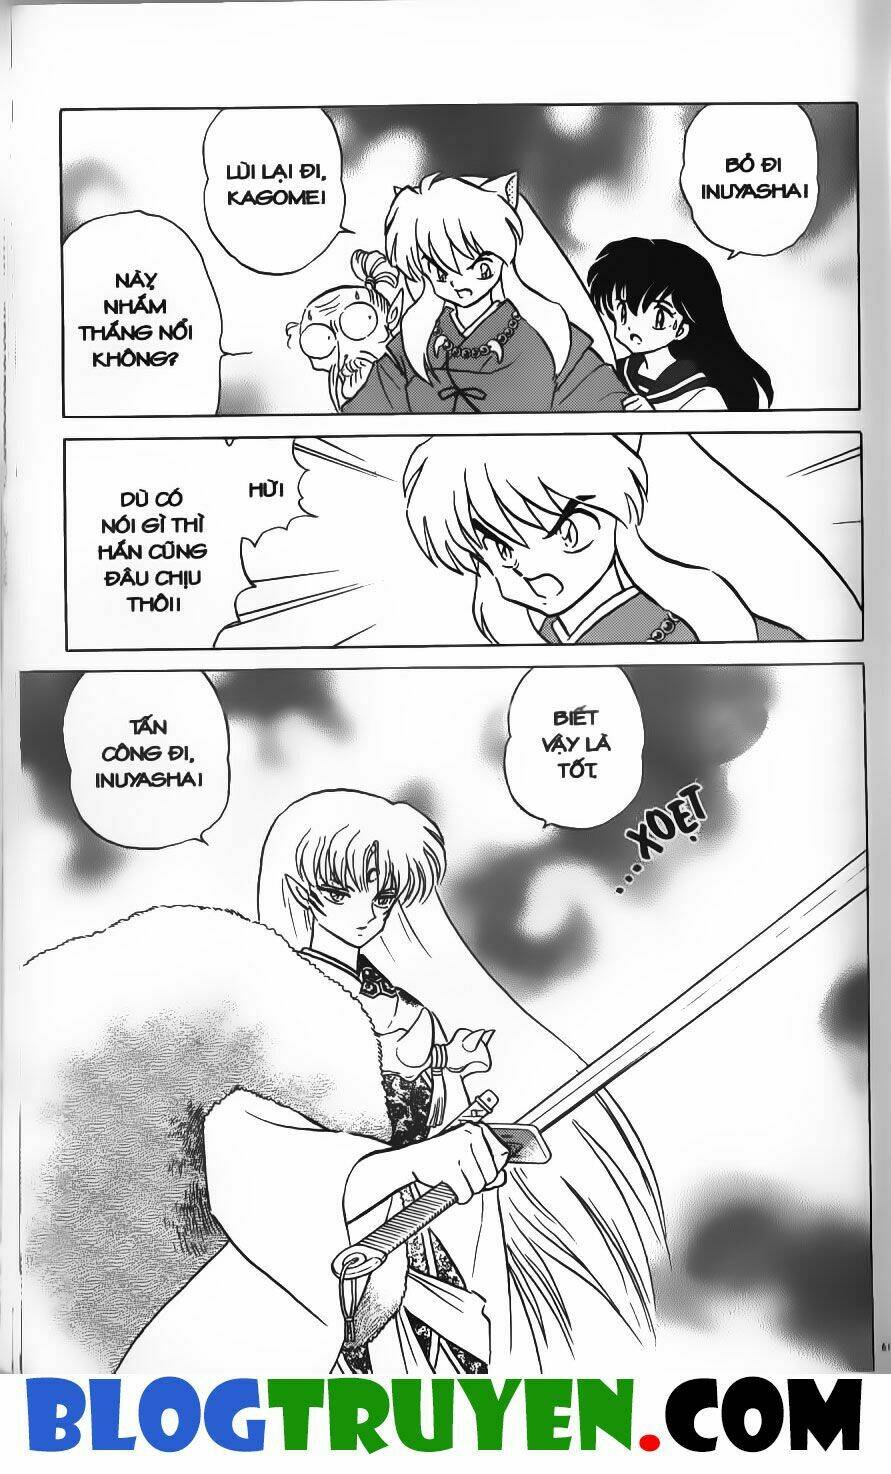 BỎ ĐI
INUYASHA!
LÙI LẠI ĐI,
KAGOME!
NÀY,
NHẮM
THẮNG NỔI
KHÔNG?
HỪ!
DÙ CÓ
NÓI GÌ THÌ
HẮN CŨNG
ĐÂU CHỊU
THÔI!
BIẾT
VẬY LÀ
TỐT.
...XOẸT
TẤN
CÔNG ĐI,
INUYASHA!
BLOGTRUYEN.COM